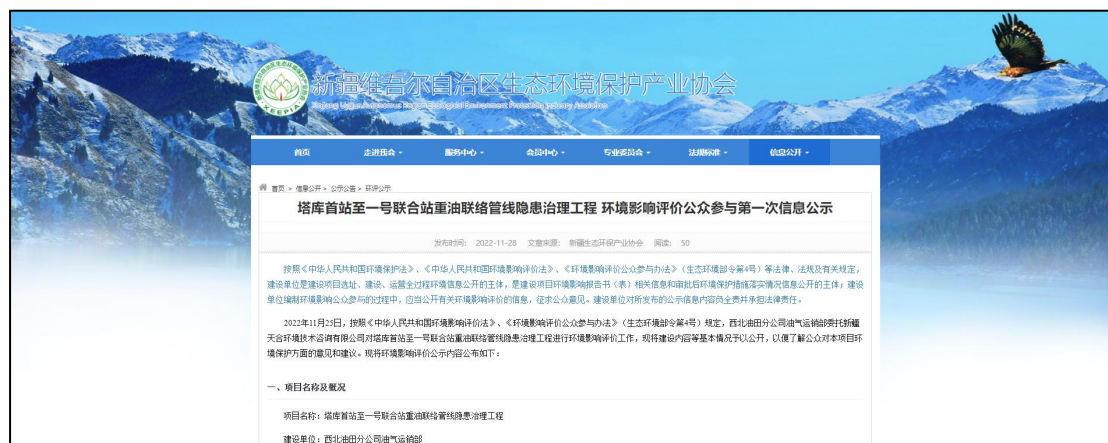 新疆维吾尔自治区生态环境保护产业协会
Xinjiang Uygur Autonomous Region Ecological Environment Protection Industry Association
XEEPIA
首页 走进我会 服务中心 会员中心 专业委员会 法规标准 信息公开
首页 > 信息公开 > 公示公告 > 环评公示
塔库首站至一号联合站重油联络管线隐患治理工程 环境影响评价公众参与第一次信息公示
发布时间: 2022-11-28 文章来源: 新疆生态环保产业协会 阅读: 50
按照《中华人民共和国环境保护法》、《中华人民共和国环境影响评价法》、《环境影响评价公众参与办法》(生态环境部令第4号)等法律、法规及有关规定,
建设单位是建设项目选址、建设、运营全过程环境信息公开的主体,是建设项目环境影响报告书(表)相关信息和审批后环境保护措施落实情况信息公开的主体;建设
单位编制环境影响公众参与的过程中,应当公开有关环境影响评价的信息,征求公众意见。建设单位对所发布的公示信息内容负全责并承担法律责任。
2022年11月25日,按照《中华人民共和国环境影响评价法》、《环境影响评价公众参与办法》(生态环境部令第4号)规定,西北油田分公司油气运销部委托新疆
天合环境技术咨询有限公司对塔库首站至一号联合站重油联络管线隐患治理工程进行环境影响评价工作,现将建设内容等基本情况予以公开,以便了解公众对本项目环
境保护方面的意见和建议。现将环境影响评价公示内容公布如下:
一、项目名称及概况
项目名称:塔库首站至一号联合站重油联络管线隐患治理工程
建设单位:西北油田分公司油气运销部